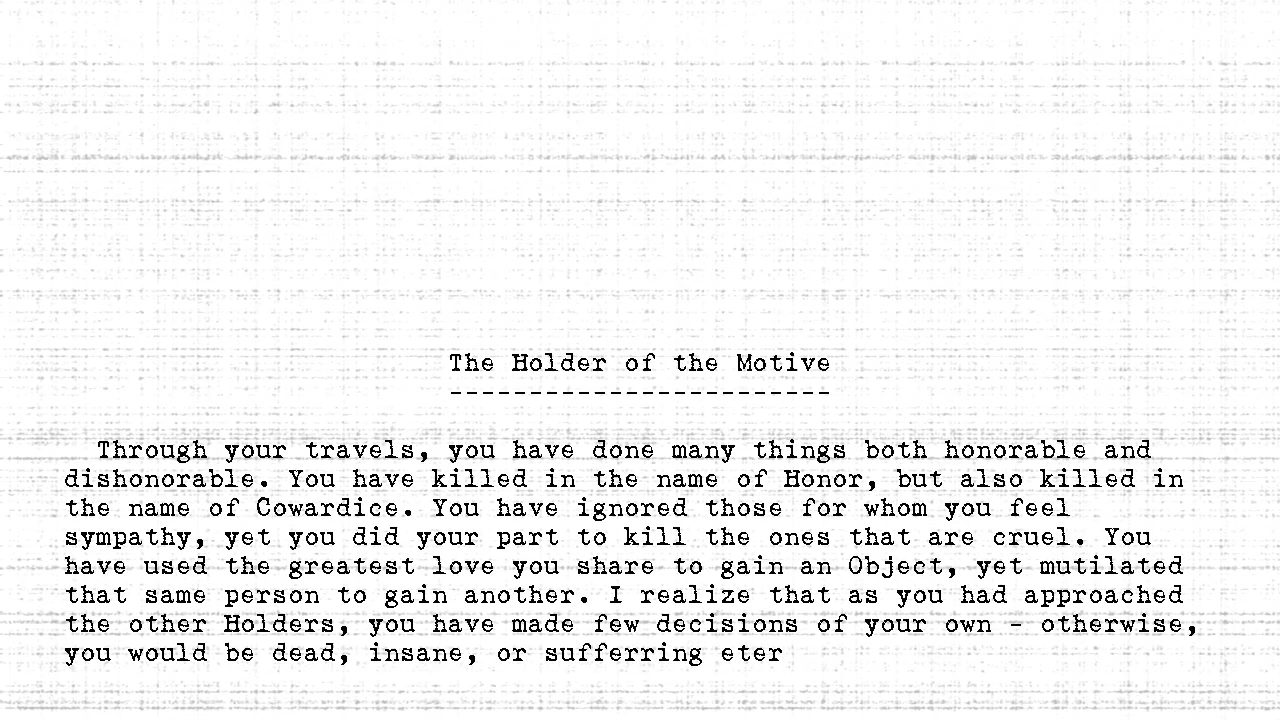 The Holder of the Motive
------------------------
Through your travels, you have done many things both honorable and
dishonorable. You have killed in the name of Honor, but also killed in
the name of Cowardice. You have ignored those for whom you feel
sympathy, yet you did your part to kill the ones that are cruel. You
have used the greatest love you share to gain an Object, yet mutilated
that same person to gain another. I realize that as you had approached
the other Holders, you have made few decisions of your own - otherwise,
you would be dead, insane, or sufferring eter